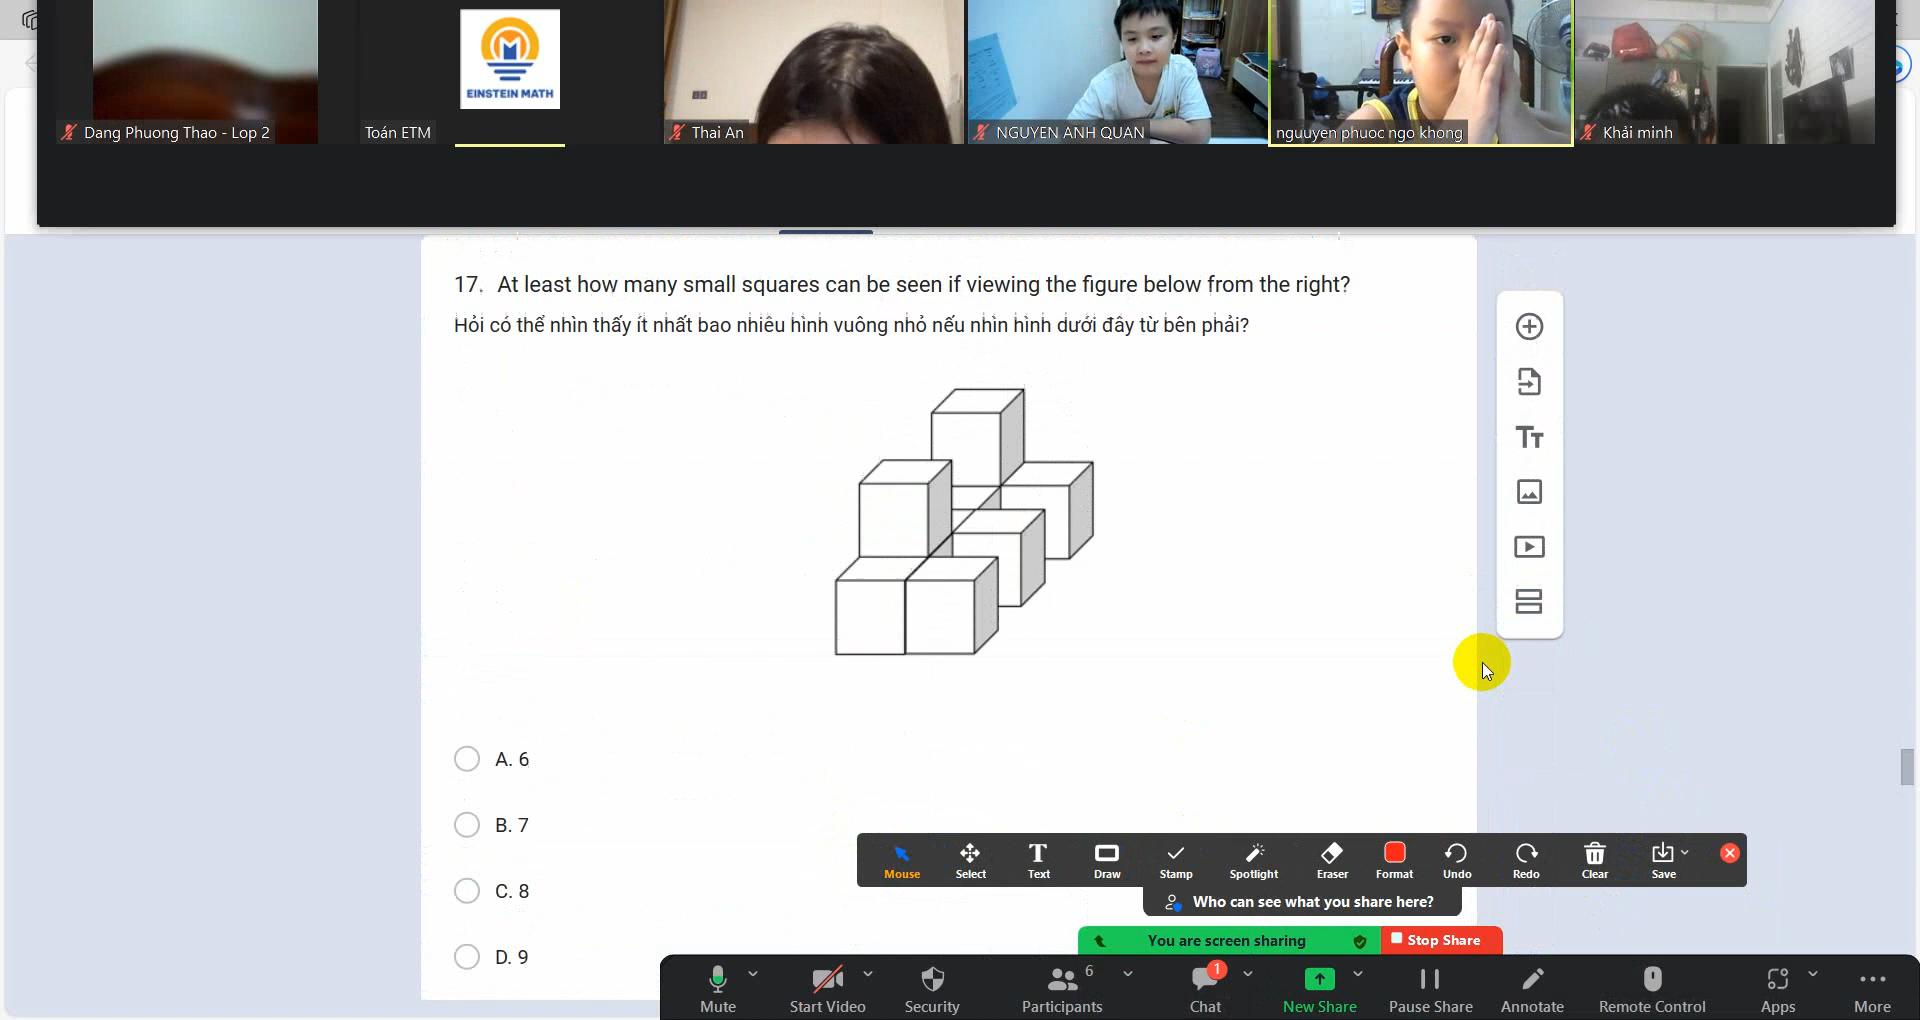 EINSTEIN MATH
Dang Phuong Thao - Lop 2
Toán ETM
Thai An
NGUYEN ANH QUAN
nguuyen phuoc ngo khong
Khải minh
17. At least how many small squares can be seen if viewing the figure below from the right?
Hỏi có thể nhìn thấy ít nhất bao nhiêu hình vuông nhỏ nếu nhìn hình dưới đây từ bên phải?
A. 6
B. 7
C. 8
D. 9
Mouse
Select
Text
Draw
Stamp
Spotlight
Eraser
Format
Undo
Redo
Clear
Save
Who can see what you share here?
You are screen sharing
Stop Share
Mute
Start Video
Security
6
Participants
1
Chat
New Share
Pause Share
Annotate
Remote Control
Apps
More